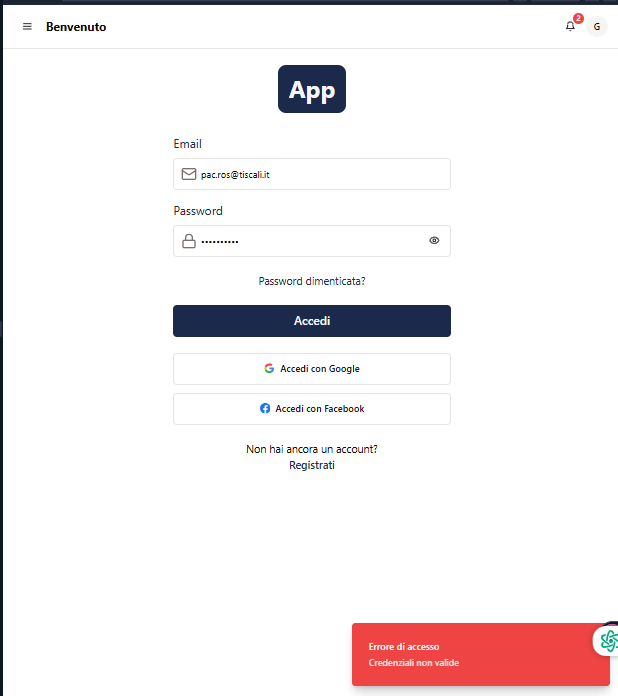 Benvenuto
2
G
App
Email
pac.ros@tiscali.it
Password
••••••••••
Password dimenticata?
Accedi
Accedi con Google
Accedi con Facebook
Non hai ancora un account?
Registrati
Errore di accesso
Credenziali non valide